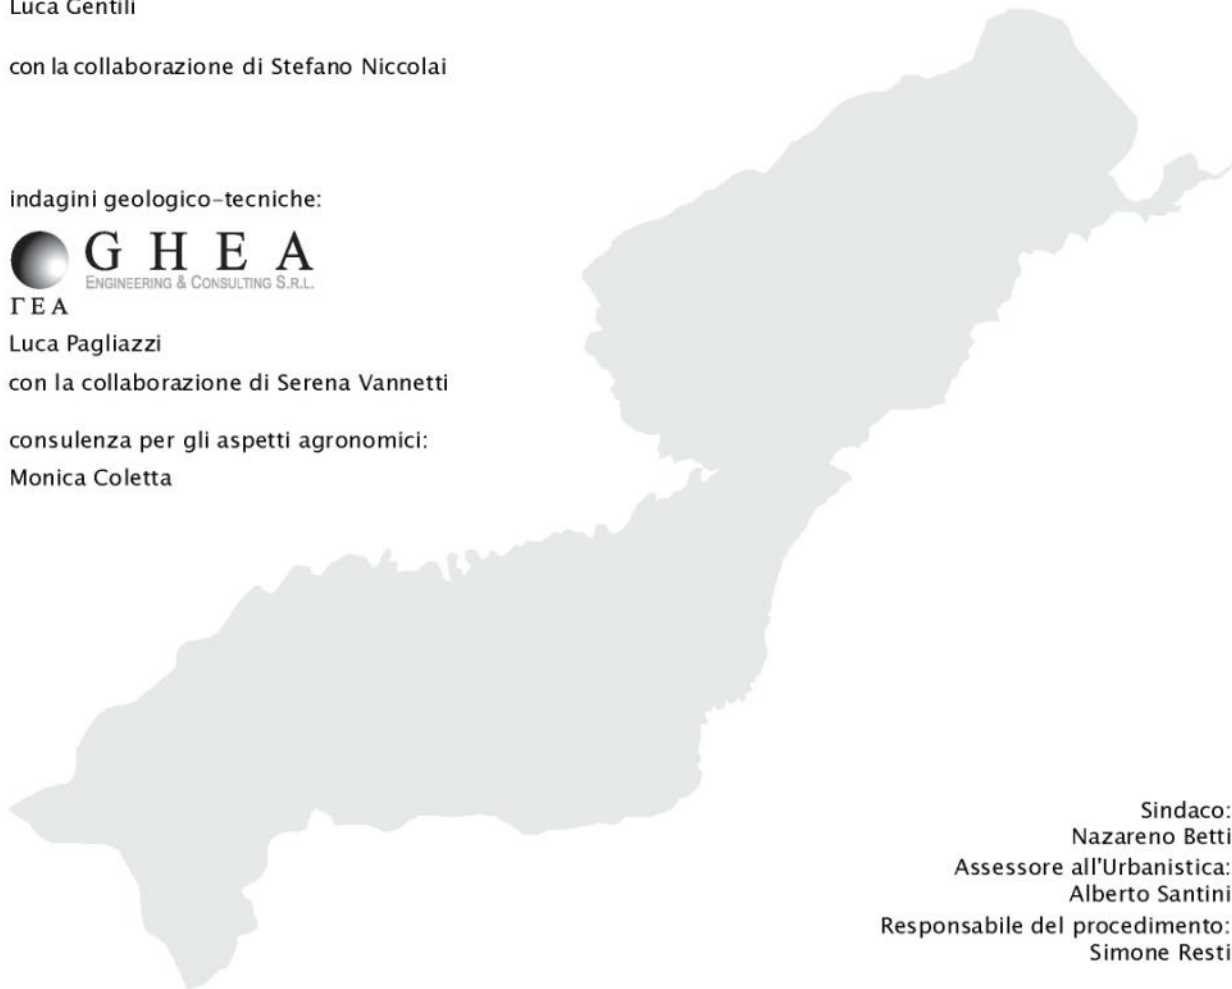 Luca Gentili
con la collaborazione di Stefano Niccolai
indagini geologico-tecniche:
GHEA
ENGINEERING & CONSULTING S.R.L.
ΓΕΑ
Luca Pagliazzi
con la collaborazione di Serena Vannetti
consulenza per gli aspetti agronomici:
Monica Coletta
Sindaco:
Nazareno Betti
Assessore all'Urbanistica:
Alberto Santini
Responsabile del procedimento:
Simone Resti